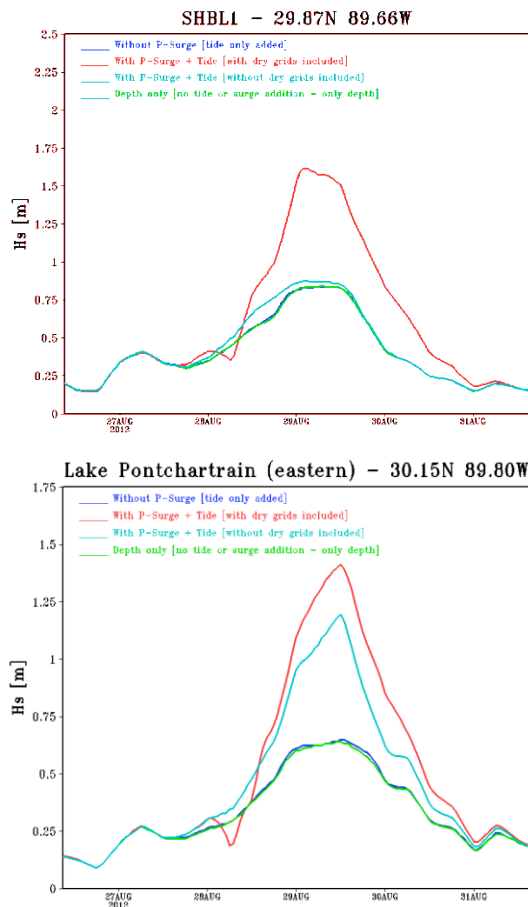 SHBL1 - 29.87N 89.66W
Without P-Surge [tide only added]
With P-Surge + Tide [with dry grids included]
With P-Surge + Tide [without dry grids included]
Depth only [no tide or surge addition - only depth]
Hs [m]
2.5
2.25
2
1.75
1.5
1.25
1
0.75
0.5
0.25
0
27AUG 28AUG 29AUG 30AUG 31AUG
2012
Lake Pontchartrain (eastern) - 30.15N 89.80W
Without P-Surge [tide only added]
With P-Surge + Tide [with dry grids included]
With P-Surge + Tide [without dry grids included]
Depth only [no tide or surge addition - only depth]
Hs [m]
1.75
1.5
1.25
1
0.75
0.5
0.25
0
27AUG 28AUG 29AUG 30AUG 31AUG
2012